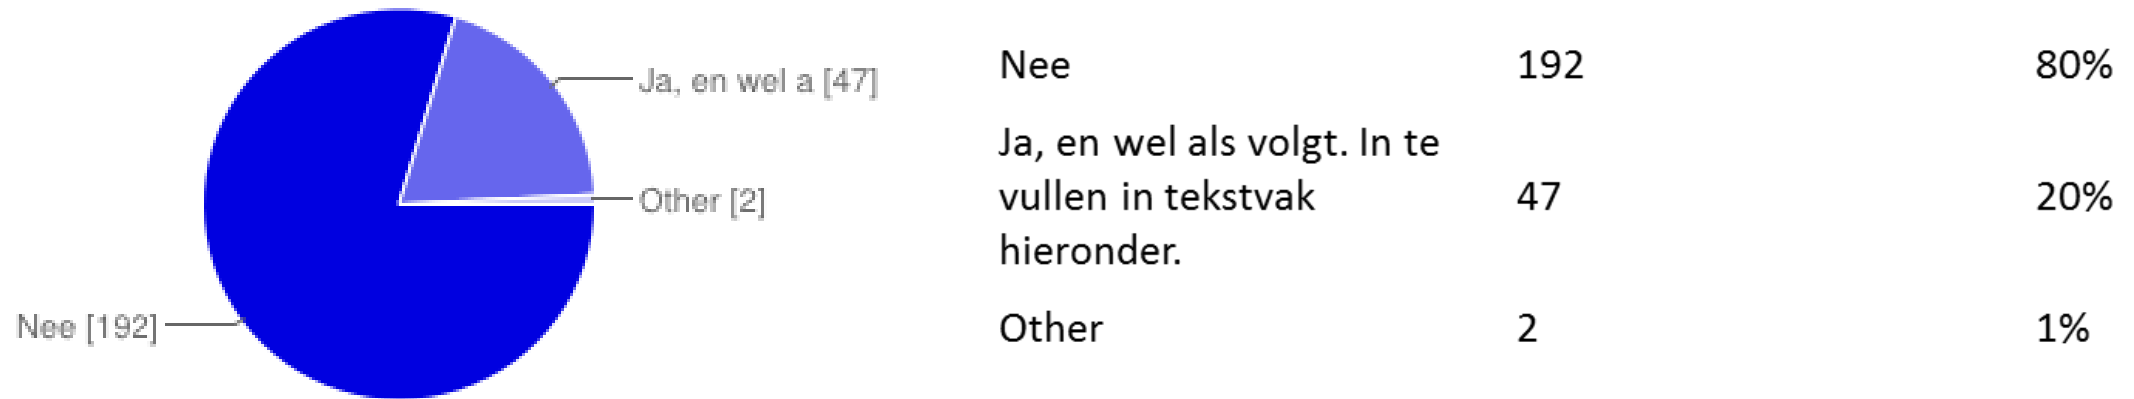 Ja, en wel a [47]
Other [2]
Nee [192]
Nee 192 80%
Ja, en wel als volgt. In te
vullen in tekstvak 47 20%
hieronder.
Other 2 1%